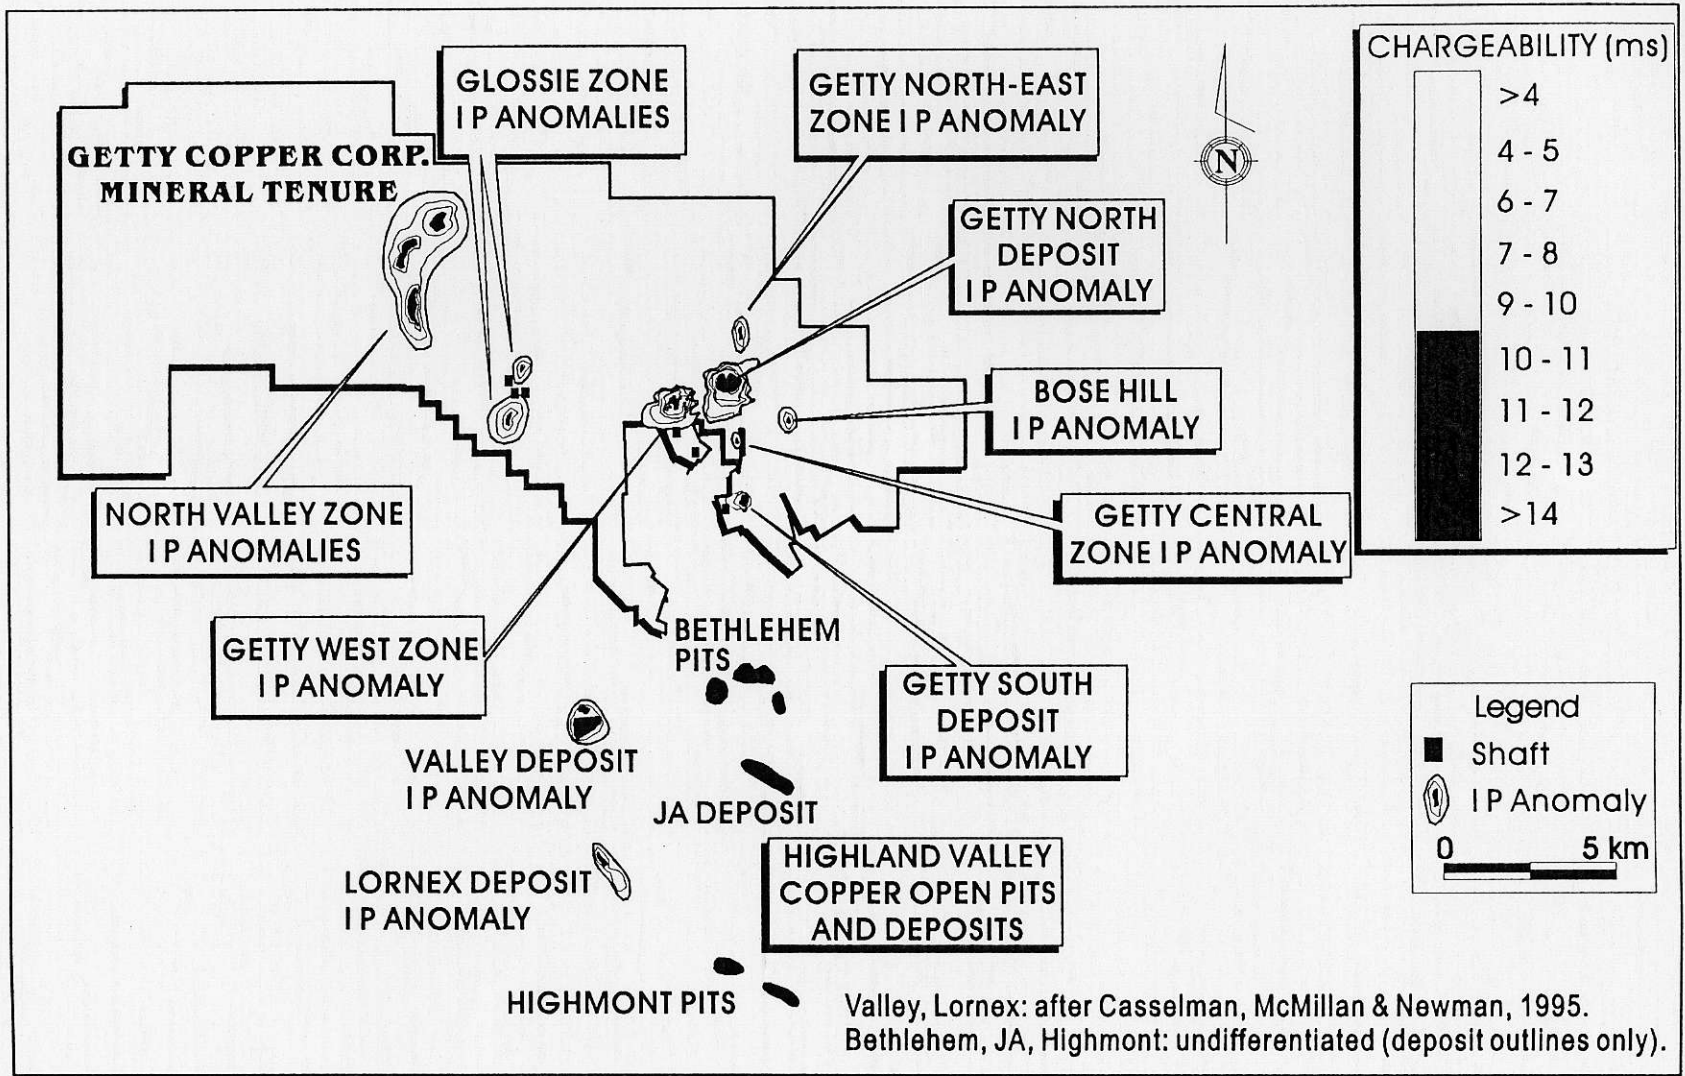 GLOSSIE ZONE
I P ANOMALIES
GETTY NORTH-EAST
ZONE I P ANOMALY
CHARGEABILITY (ms)
>4
4 - 5
6 - 7
7 - 8
9 - 10
10 - 11
11 - 12
12 - 13
>14
GETTY COPPER CORP.
MINERAL TENURE
N
GETTY NORTH
DEPOSIT
I P ANOMALY
BOSE HILL
I P ANOMALY
NORTH VALLEY ZONE
I P ANOMALIES
GETTY CENTRAL
ZONE I P ANOMALY
GETTY WEST ZONE
I P ANOMALY
BETHLEHEM
PITS
GETTY SOUTH
DEPOSIT
I P ANOMALY
VALLEY DEPOSIT
I P ANOMALY
JA DEPOSIT
Legend
Shaft
I P Anomaly
0 5 km
LORNEX DEPOSIT
I P ANOMALY
HIGHLAND VALLEY
COPPER OPEN PITS
AND DEPOSITS
HIGHMONT PITS
Valley, Lornex: after Casselman, McMillan & Newman, 1995.
Bethlehem, JA, Highmont: undifferentiated (deposit outlines only).